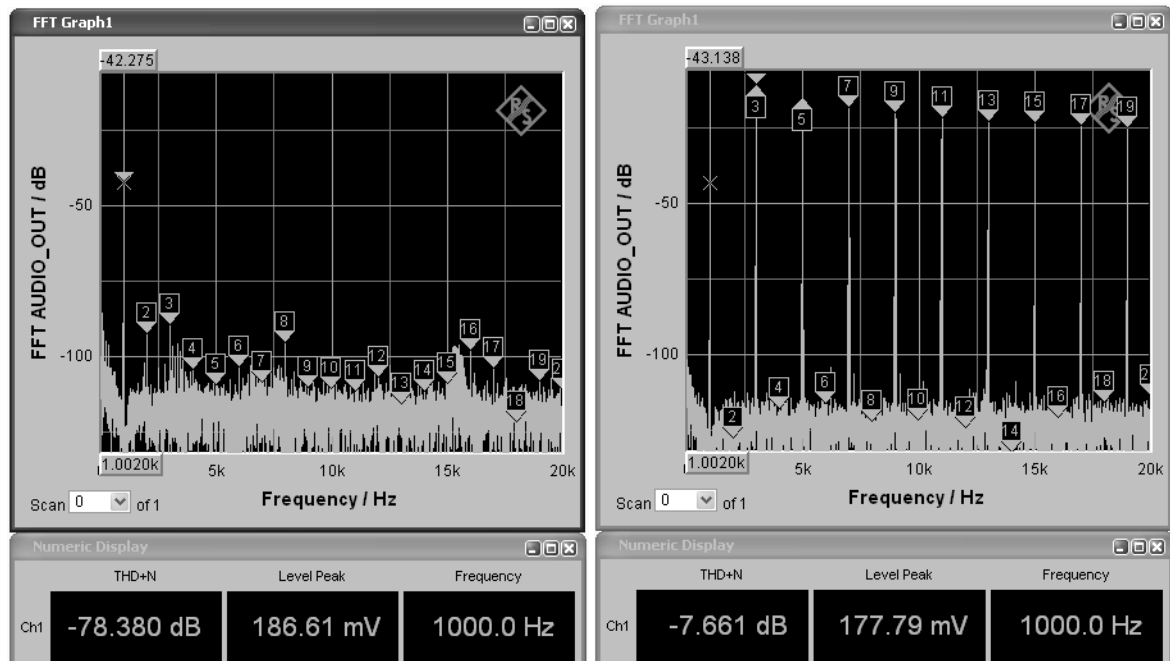 FFT Graph1
-42.275
R&S
FFT AUDIO_OUT / dB
-50
-100
2
3
4
5
6
7
8
9
10
11
12
13
14
15
16
17
18
19
1.0020k
5k
10k
15k
20k
Scan 0 of 1
Frequency / Hz
Numeric Display
THD+N Level Peak Frequency
Ch1 -78.380 dB 186.61 mV 1000.0 Hz
FFT Graph1
-43.138
R&S
FFT AUDIO_OUT / dB
-50
-100
3
5
7
9
11
13
15
17
19
2
4
6
8
10
12
14
16
18
1.0020k
5k
10k
15k
20k
Scan 0 of 1
Frequency / Hz
Numeric Display
THD+N Level Peak Frequency
Ch1 -7.661 dB 177.79 mV 1000.0 Hz